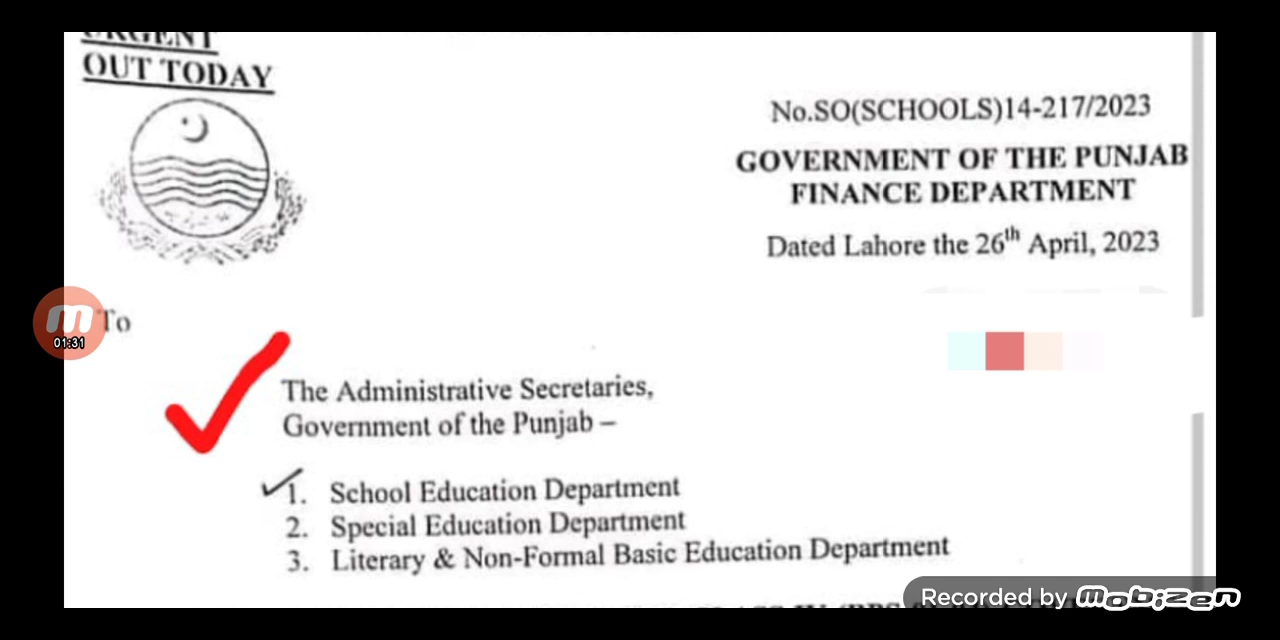 URGENT
OUT TODAY
No.SO(SCHOOLS)14-217/2023
GOVERNMENT OF THE PUNJAB
FINANCE DEPARTMENT
Dated Lahore the 26th April, 2023
To
01:31
The Administrative Secretaries,
Government of the Punjab –
1. School Education Department
2. Special Education Department
3. Literary & Non-Formal Basic Education Department
Recorded by mobizen